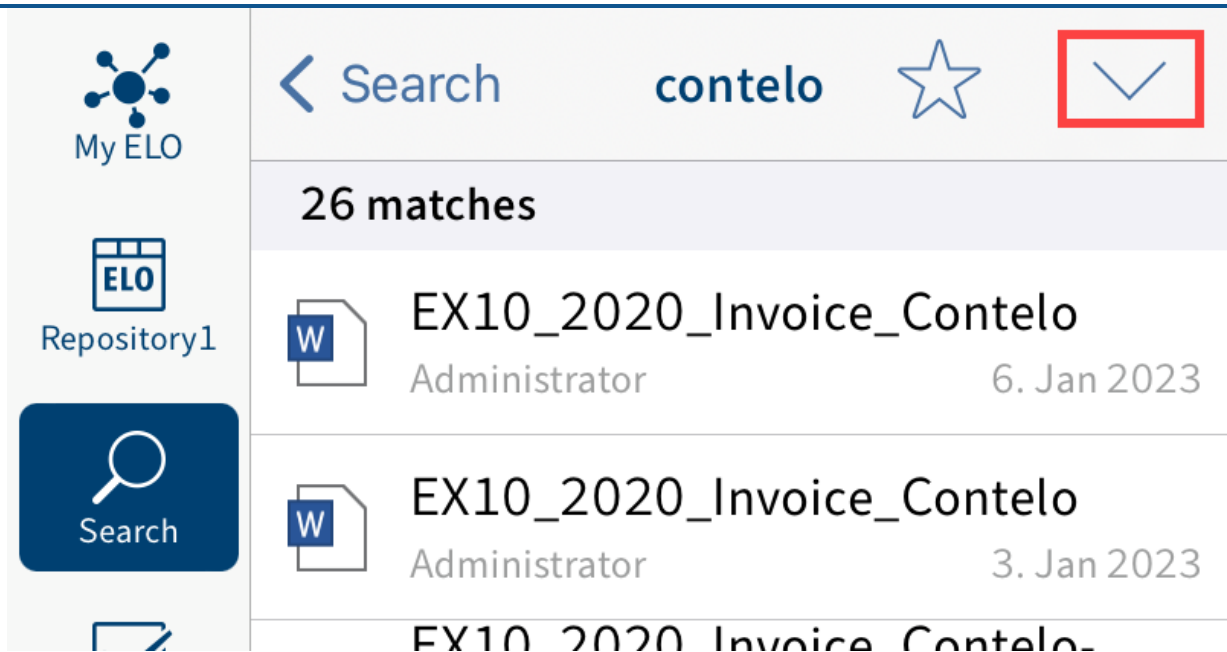 My ELO
ELO
Repository1
Search
Search
contelo
26 matches
W
EX10_2020_Invoice_Contelo
Administrator
6. Jan 2023
W
EX10_2020_Invoice_Contelo
Administrator
3. Jan 2023
EX10_2020_Invoice_Contelo-